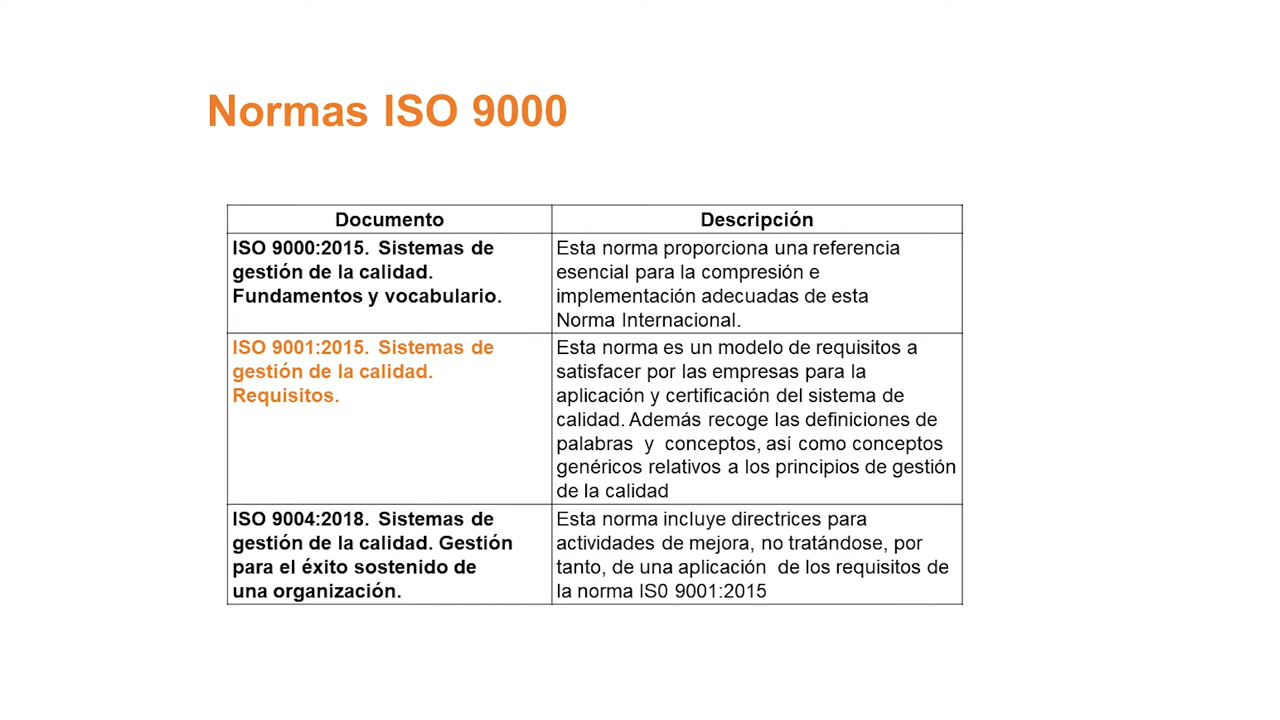 Normas ISO 9000
Documento
Descripción
ISO 9000:2015. Sistemas de
gestión de la calidad.
Fundamentos y vocabulario.
Esta norma proporciona una referencia
esencial para la compresión e
implementación adecuadas de esta
Norma Internacional.
ISO 9001:2015. Sistemas de
gestión de la calidad.
Requisitos.
Esta norma es un modelo de requisitos a
satisfacer por las empresas para la
aplicación y certificación del sistema de
calidad. Además recoge las definiciones de
palabras y conceptos, así como conceptos
genéricos relativos a los principios de gestión
de la calidad
ISO 9004:2018. Sistemas de
gestión de la calidad. Gestión
para el éxito sostenido de
una organización.
Esta norma incluye directrices para
actividades de mejora, no tratándose, por
tanto, de una aplicación de los requisitos de
la norma IS0 9001:2015